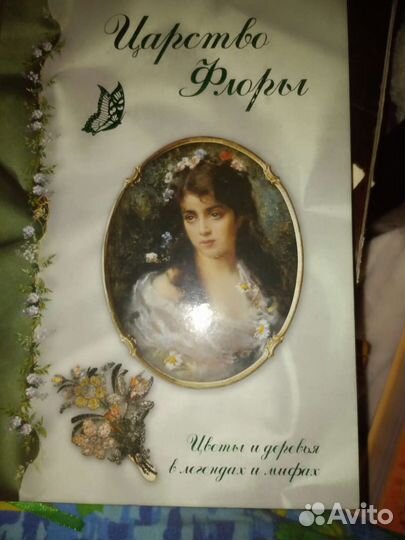 Царство
Флоры
Цветы и деревья
в легендах и мифах
Avito